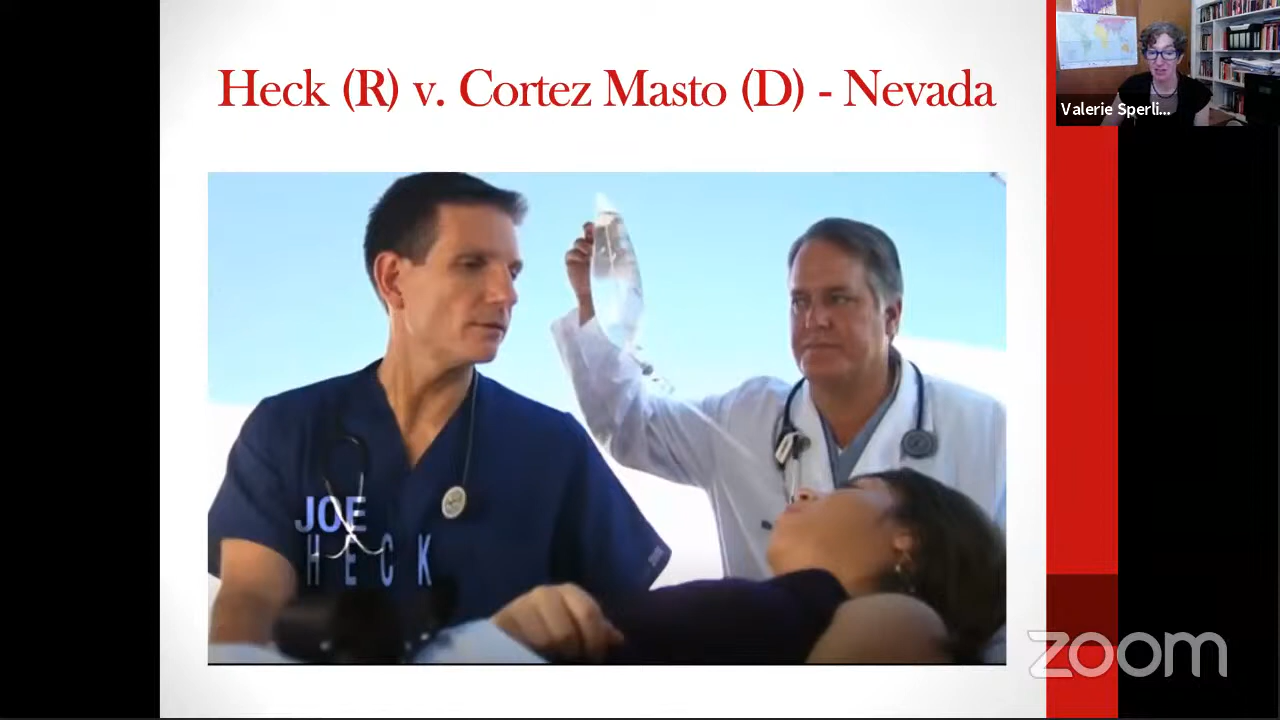 Heck (R) v. Cortez Masto (D) - Nevada
Valerie Sperli...
JOE
HECK
zoom